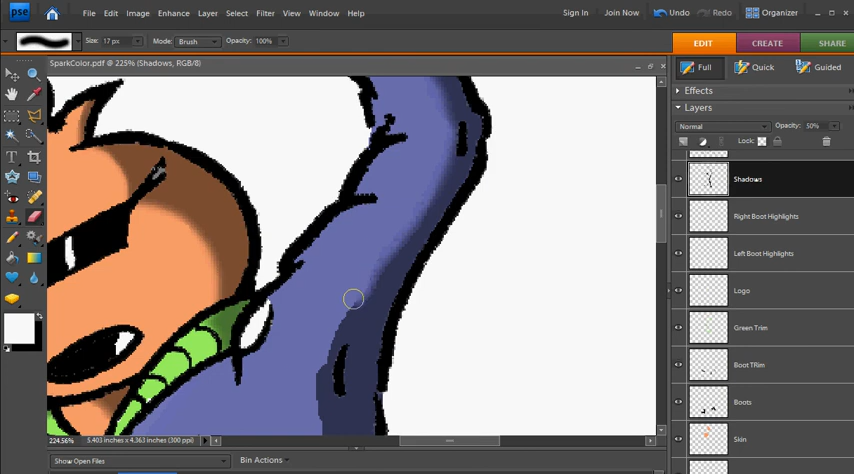 pse File Edit Image Enhance Layer Select Filter View Window Help Sign In Join Now Undo Redo Organizer
Size: 17 px Mode: Brush Opacity: 100% EDIT CREATE SHARE
SparkColor.pdf @ 225% (Shadows, RGB/8)
Full Quick Guided
Effects
Layers
Normal Opacity: 50%
Lock:
Shadows
Right Boot Highlights
Left Boot Highlights
Logo
Green Trim
Boot TRim
Boots
Skin
224.56% 5.403 inches x 4.363 inches (300 ppi)
Show Open Files Bin Actions